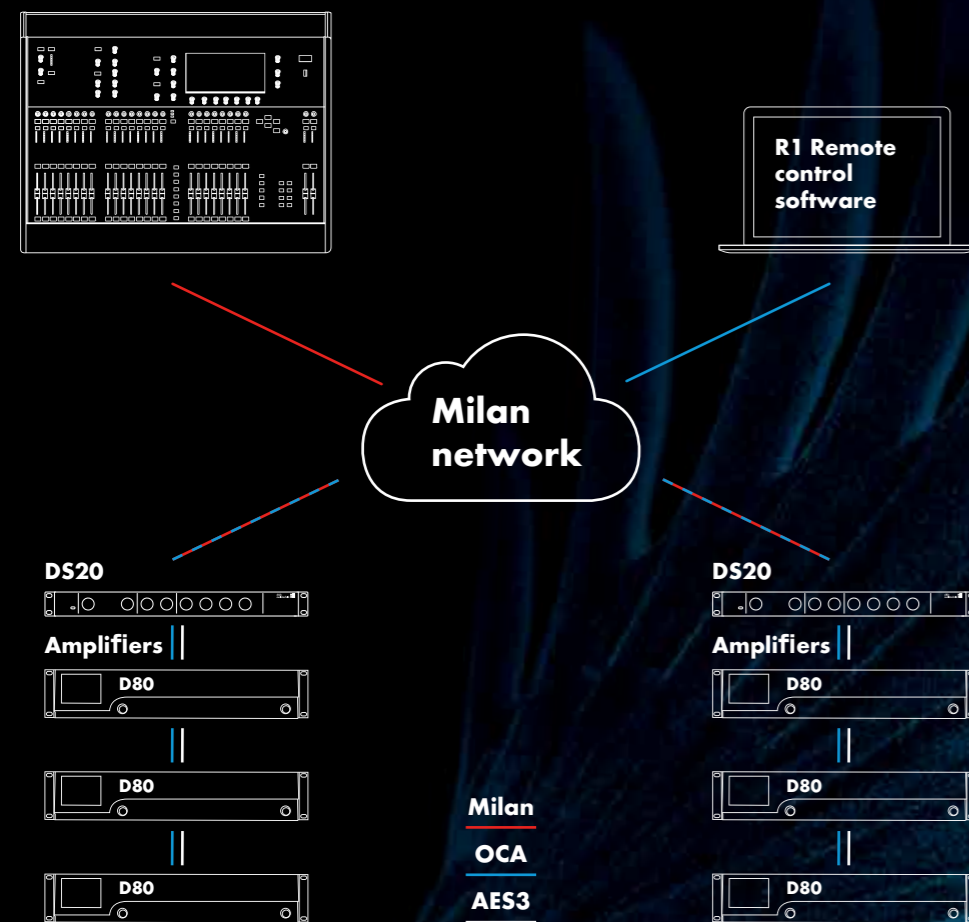 R1 Remote
control
software
Milan
network
DS20
Amplifiers
D80
D80
D80
DS20
Amplifiers
D80
D80
D80
Milan
OCA
AES3